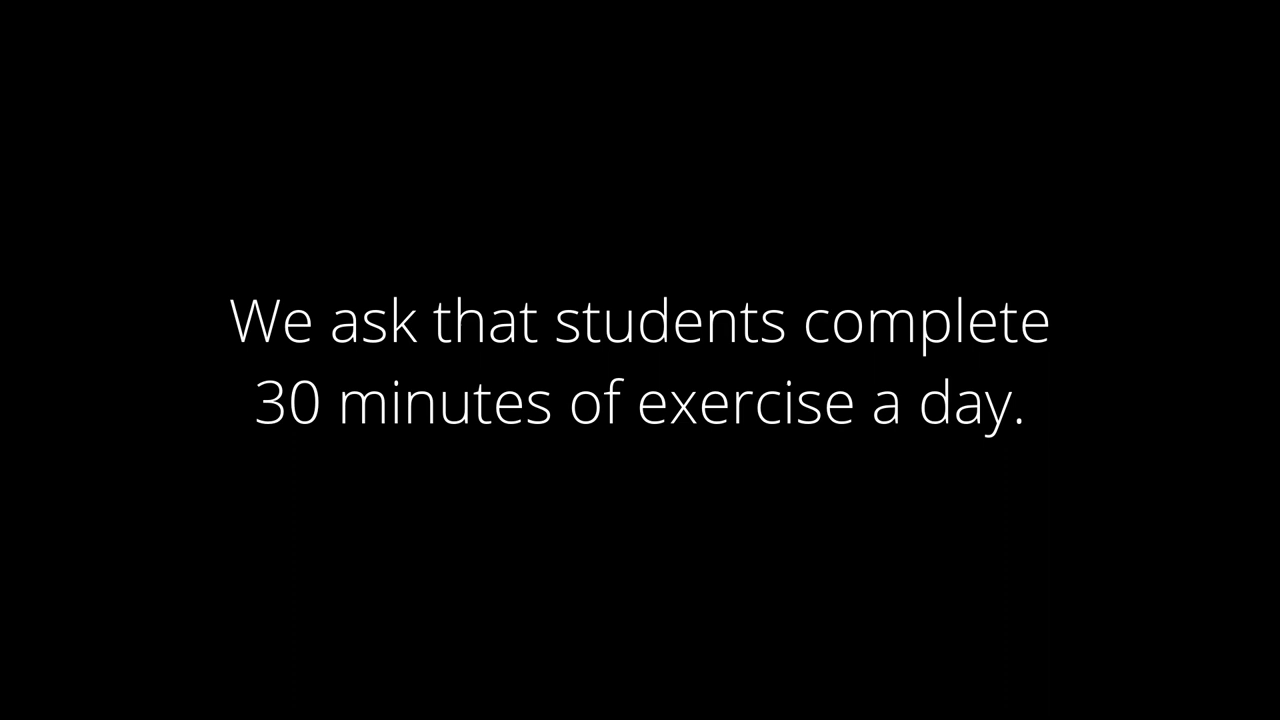 We ask that students complete
30 minutes of exercise a day.